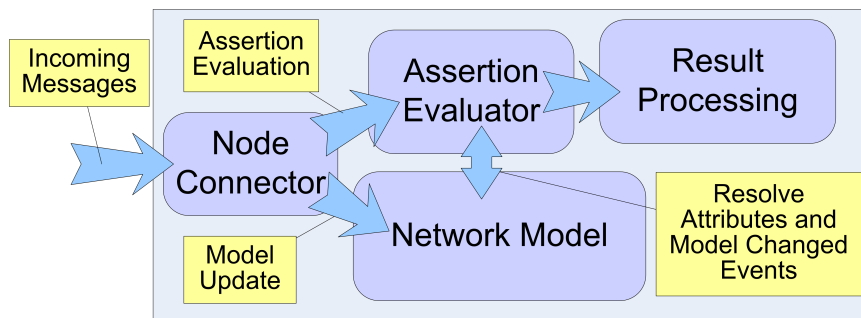 Incoming
Messages
Assertion
Evaluation
Assertion
Evaluator
Result
Processing
Node
Connector
Network Model
Model
Update
Resolve
Attributes and
Model Changed
Events